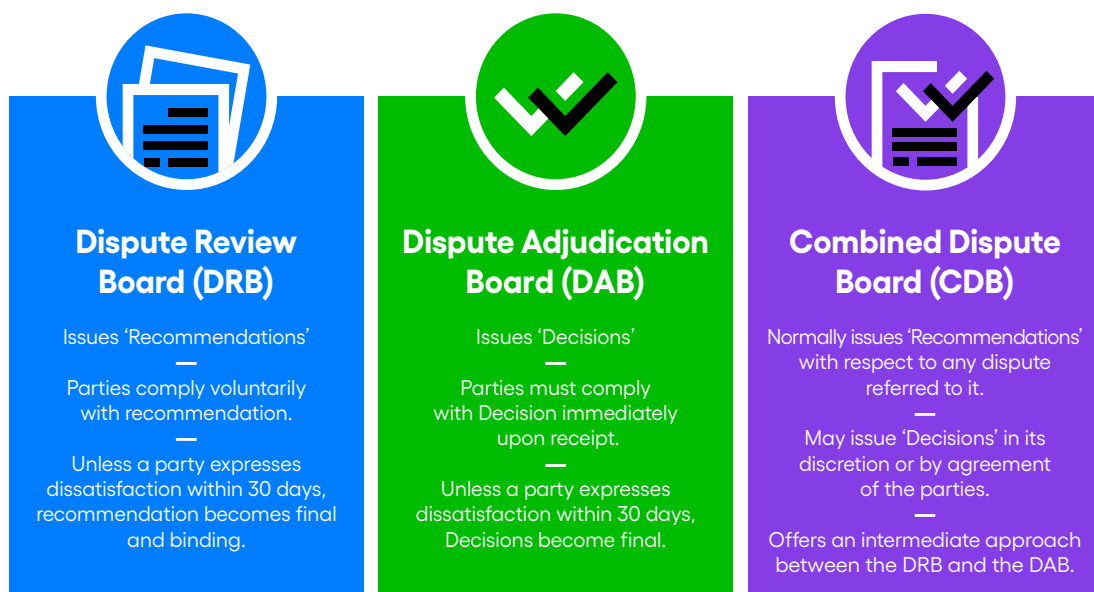 Dispute Review
Board (DRB)
Issues ‘Recommendations’
Parties comply voluntarily
with recommendation.
Unless a party expresses
dissatisfaction within 30 days,
recommendation becomes final
and binding.
Dispute Adjudication
Board (DAB)
Issues ‘Decisions’
Parties must comply
with Decision immediately
upon receipt.
Unless a party expresses
dissatisfaction within 30 days,
Decisions become final.
Combined Dispute
Board (CDB)
Normally issues ‘Recommendations’
with respect to any dispute
referred to it.
May issue ‘Decisions’ in its
discretion or by agreement
of the parties.
Offers an intermediate approach
between the DRB and the DAB.